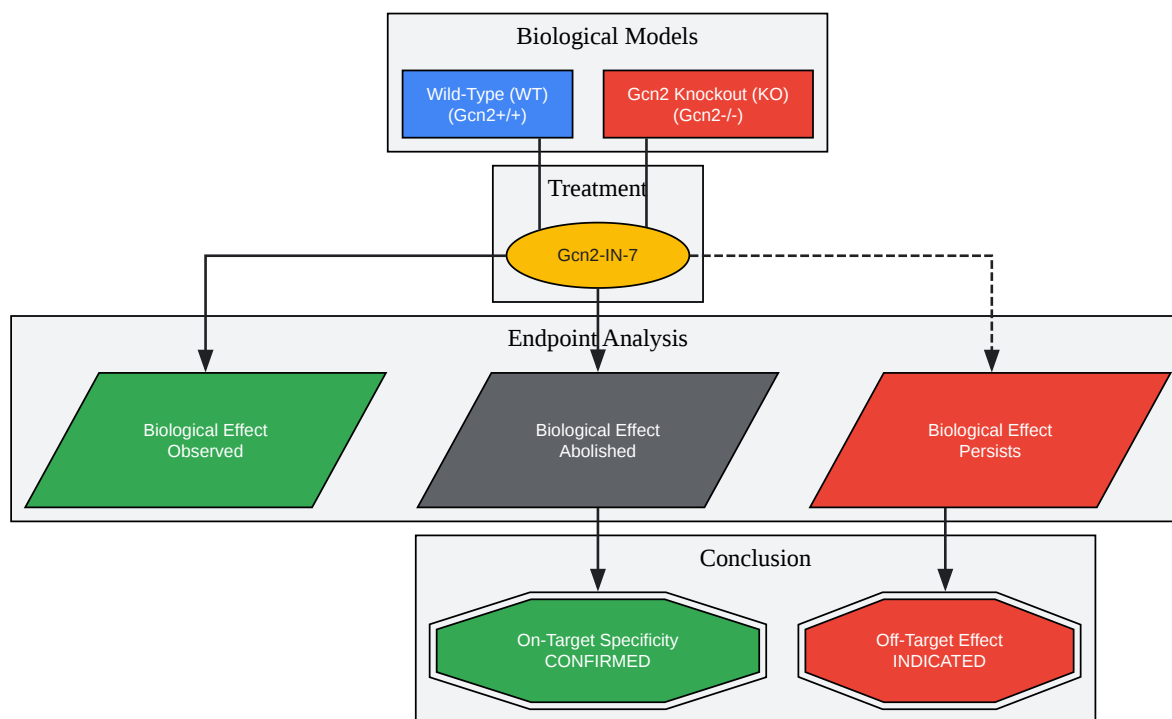 Biological Models
Wild-Type (WT)
(Gcn2+/+)
Gcn2 Knockout (KO)
(Gcn2-/-)
Treatment
Gcn2-IN-7
Endpoint Analysis
Biological Effect
Observed
Biological Effect
Abolished
Biological Effect
Persists
Conclusion
On-Target Specificity
CONFIRMED
Off-Target Effect
INDICATED